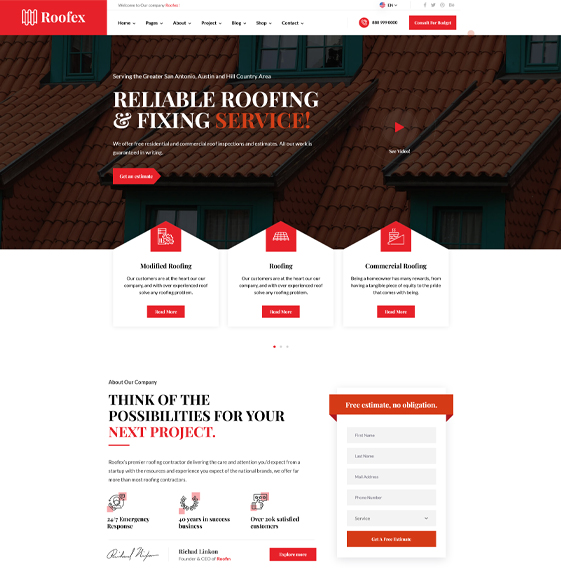 Welcome to Our company Roofex
EN
Roofex
Home Pages About Project Blog Shop Contact
888 999 0000
Consult For Budget
Serving the Greater San Antonio, Austin and Hill Country Area
RELIABLE ROOFING
& FIXING SERVICE!
We offer free residential and commercial roof inspections and estimates. All our work is
guaranteed in writing.
Get an estimate
See Video!
Modified Roofing
Our customers are at the heart our our
company, and with over experienced roof
solve any roofing problem.
Read More
Roofing
Our customers are at the heart our our
company, and with over experienced roof
solve any roofing problem.
Read More
Commercial Roofing
Being a homeowner has many rewards, from
having a tangible piece of equity to the pride
that comes with being.
Read More
About Our Company
THINK OF THE
POSSIBILITIES FOR YOUR
NEXT PROJECT.
Roofex's premier roofing contractor delivering the care and attention you'd expect from a
startup with the resources and experience you expect of the national brands, we offer far
more than most roofing contractors.
24/7 Emergency
Response
40 years in success
business
Over 20k satisfied
customers
Richad Linkon
Founder & CEO of Roofin
Explore more
Free estimate, no obligation.
First Name
Last Name
Mail Address
Phone Number
Service
Get A Free Estimate